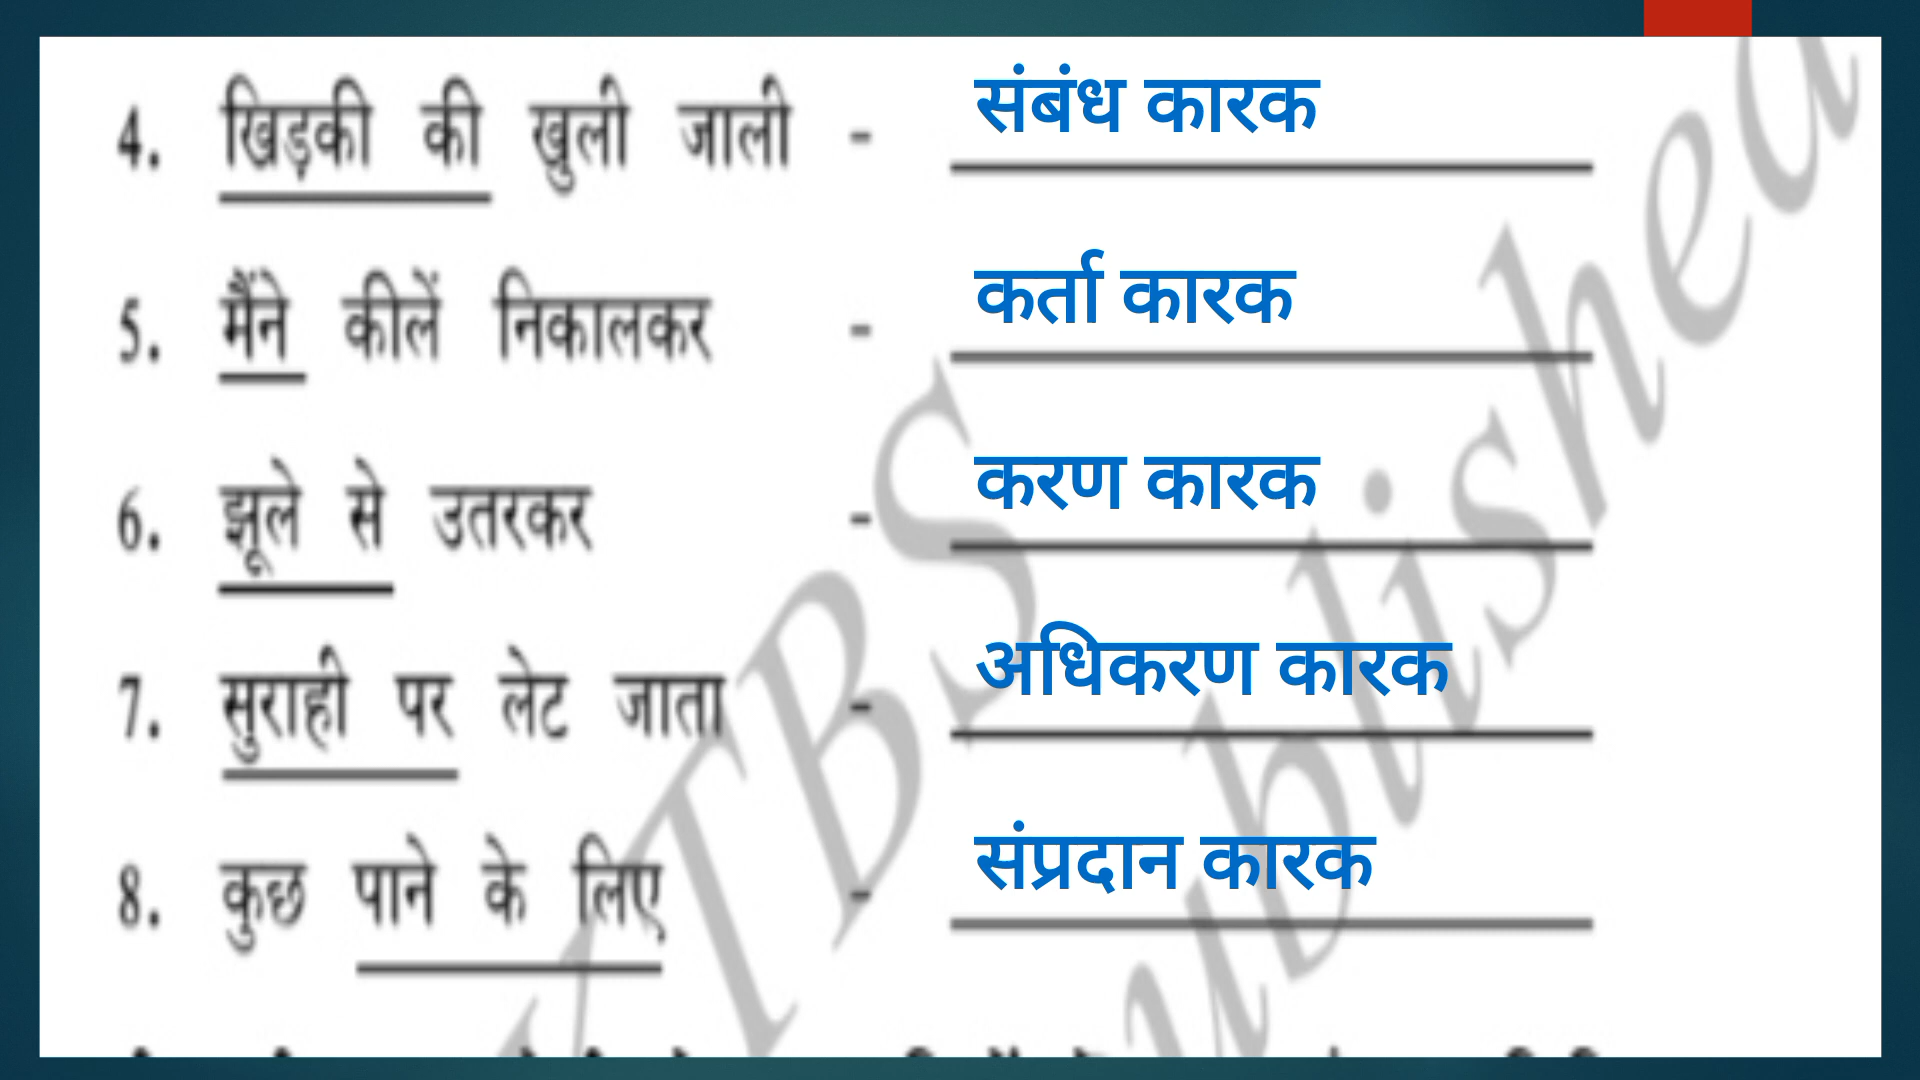 4. खिड़की की खुली जाली - संबंध कारक
5. मैंने कीलें निकालकर - कर्ता कारक
6. झूले से उतरकर - करण कारक
7. सुराही पर लेट जाता - अधिकरण कारक
8. कुछ पाने के लिए - संप्रदान कारक